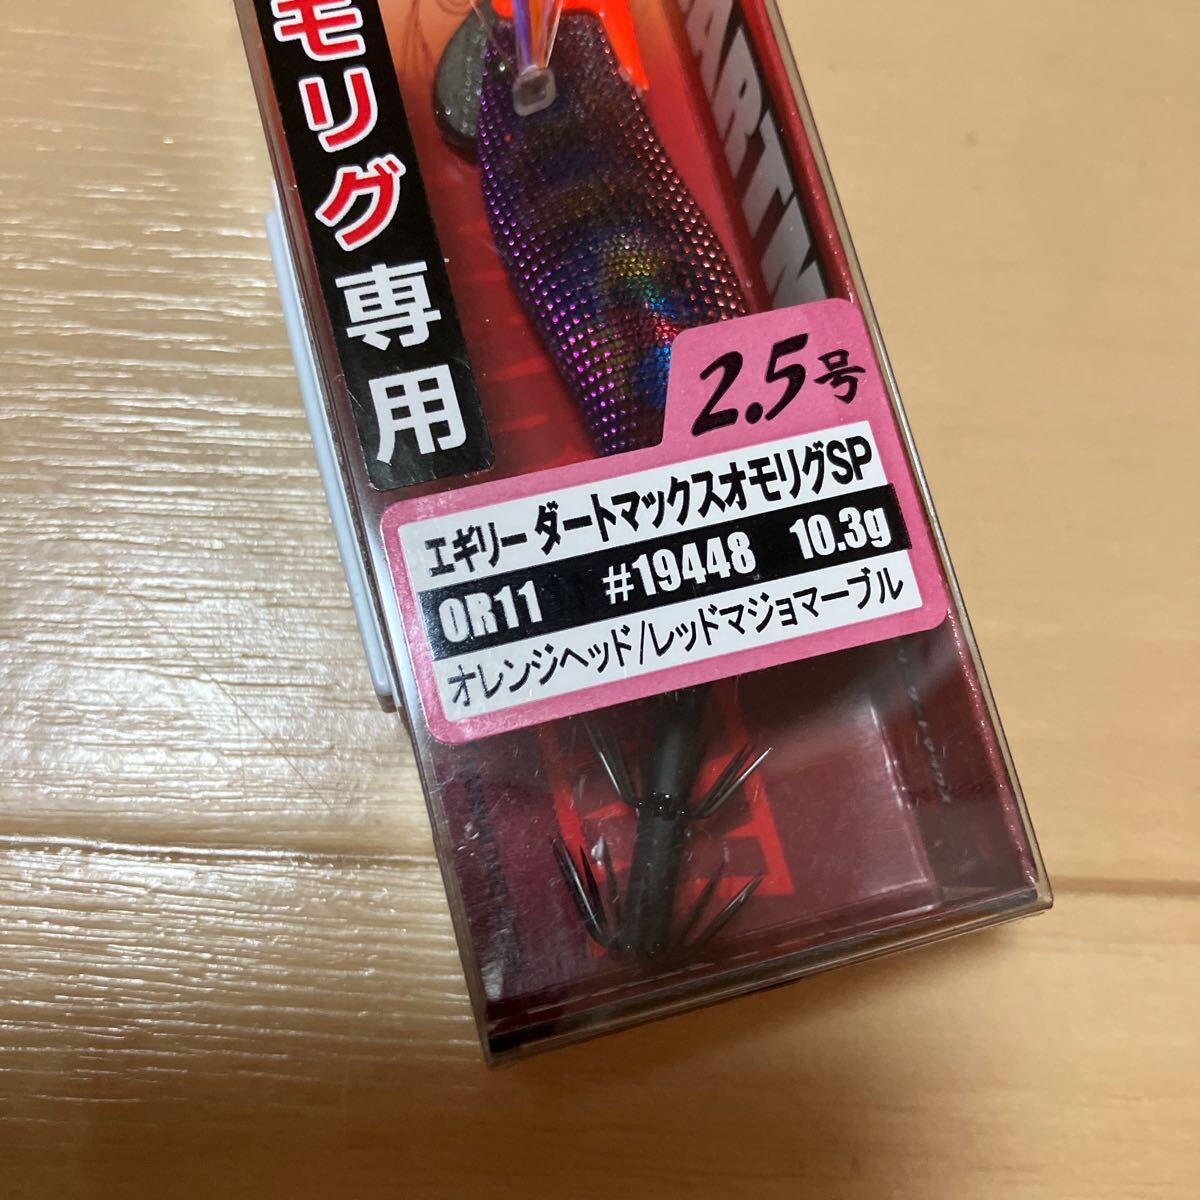 モリグ専用
2.5号
エギリー ダートマックスオモリグSP
OR11 #19448 10.3g
オレンジヘッド/レッドマジョマーブル